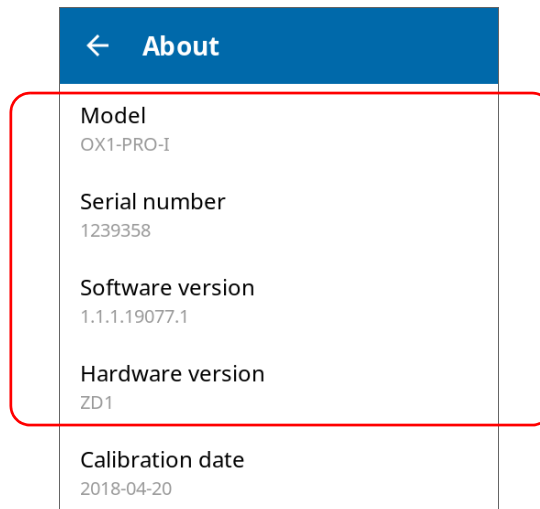 About
Model
OX1-PRO-I
Serial number
1239358
Software version
1.1.1.19077.1
Hardware version
ZD1
Calibration date
2018-04-20